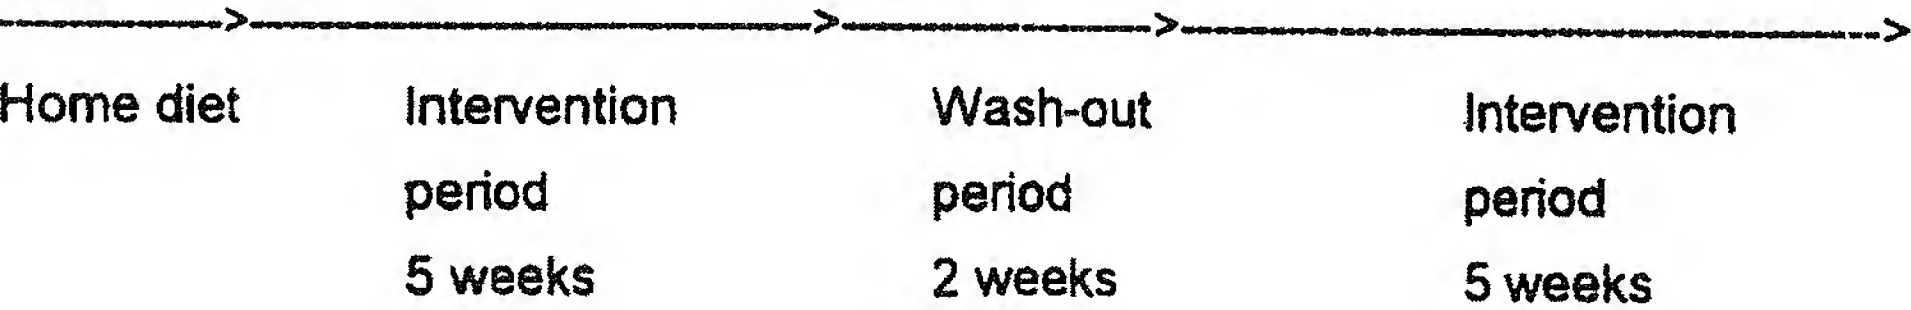 Home diet Intervention Wash-out Intervention
period period period
5 weeks 2 weeks 5 weeks